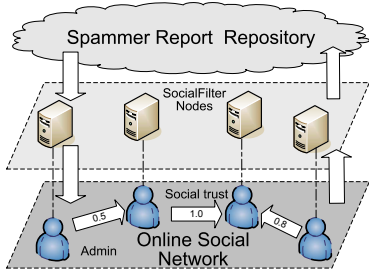 Spammer Report Repository
SocialFilter
Nodes
Social trust
0.5
1.0
0.8
Admin
Online Social
Network